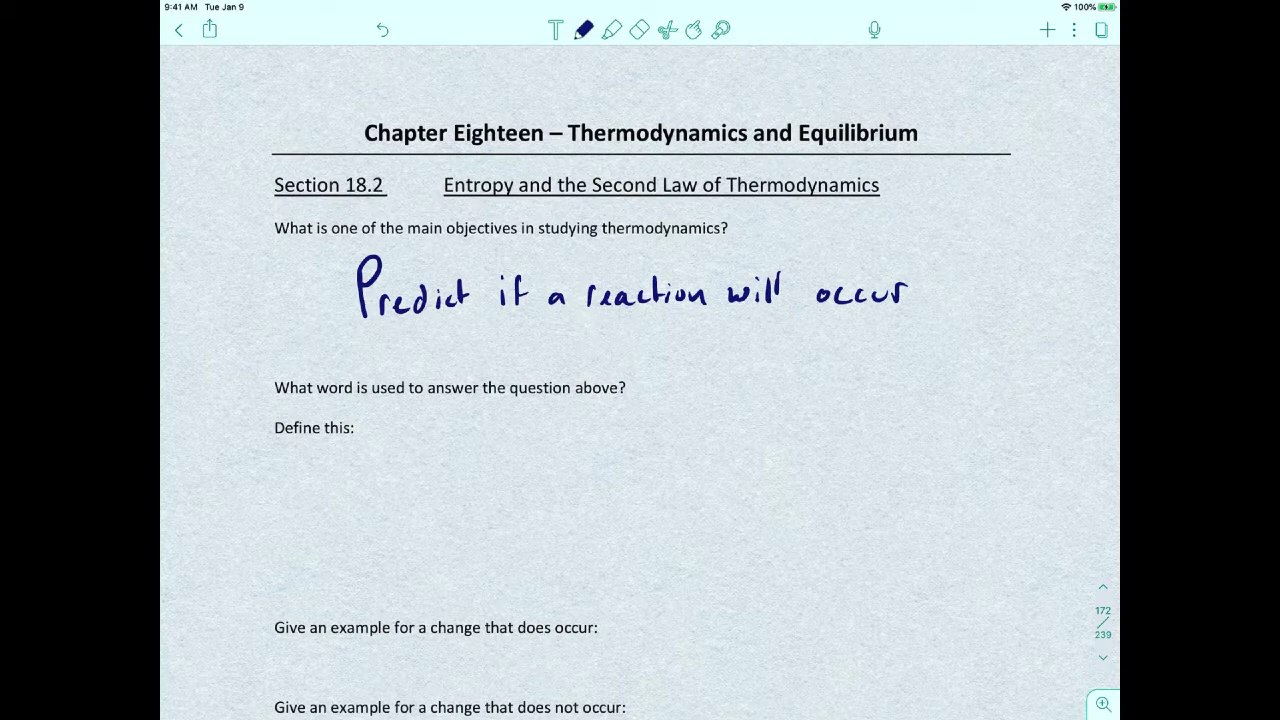 9:41 AM Tue Jan 9 100%
Chapter Eighteen – Thermodynamics and Equilibrium
Section 18.2 Entropy and the Second Law of Thermodynamics
What is one of the main objectives in studying thermodynamics?
Predict if a reaction will occur
What word is used to answer the question above?
Define this:
Give an example for a change that does occur:
172
239
Give an example for a change that does not occur: